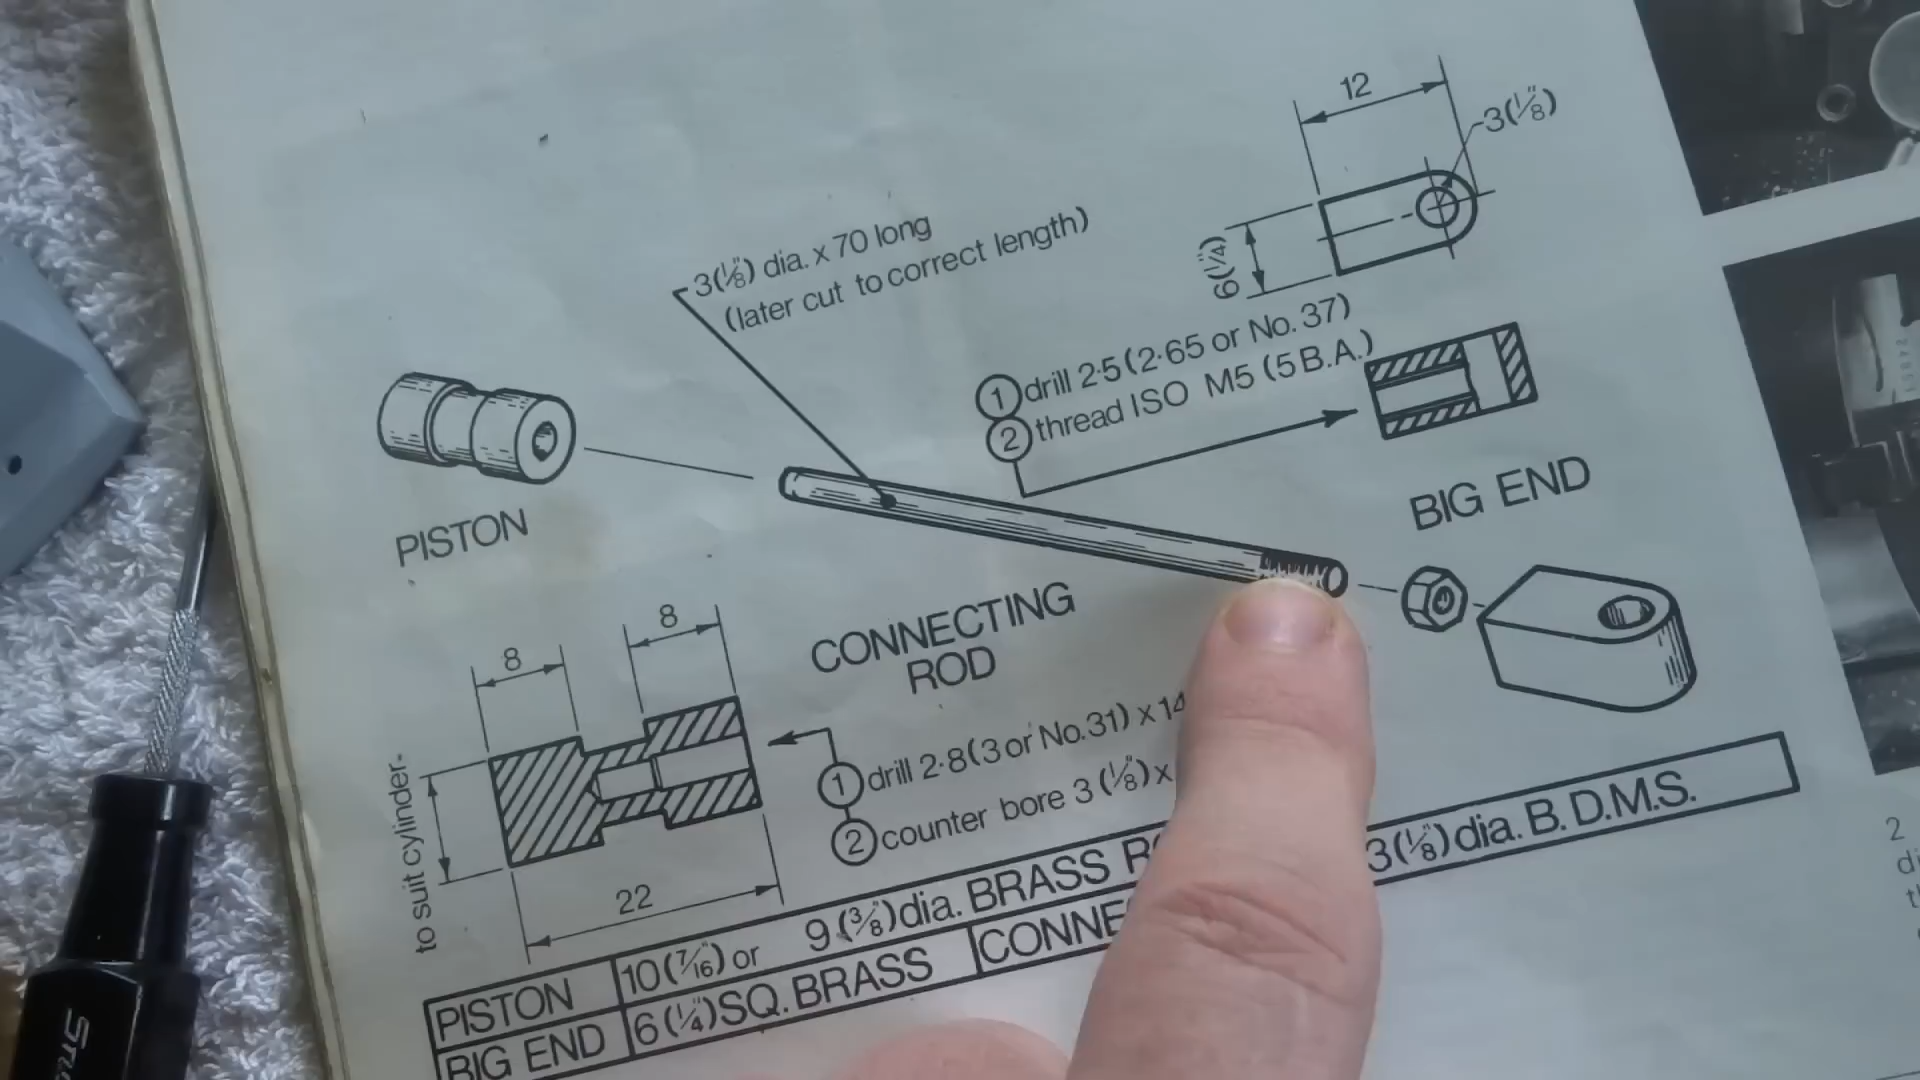 12
3(1/8")
6(1/4")
3(1/8") dia. x 70 long
(later cut to correct length)
1 drill 2·5 (2·65 or No. 37)
2 thread ISO M5 (5 B.A.)
BIG END
PISTON
CONNECTING
ROD
8
8
22
to suit cylinder
1 drill 2·8 (3 or No.31) x 14
2 counter bore 3 (1/8") x
PISTON 10 (7/16") or 9 (3/8") dia. BRASS 3(1/8") dia. B.D.M.S.
BIG END 6 (1/4") SQ. BRASS
2